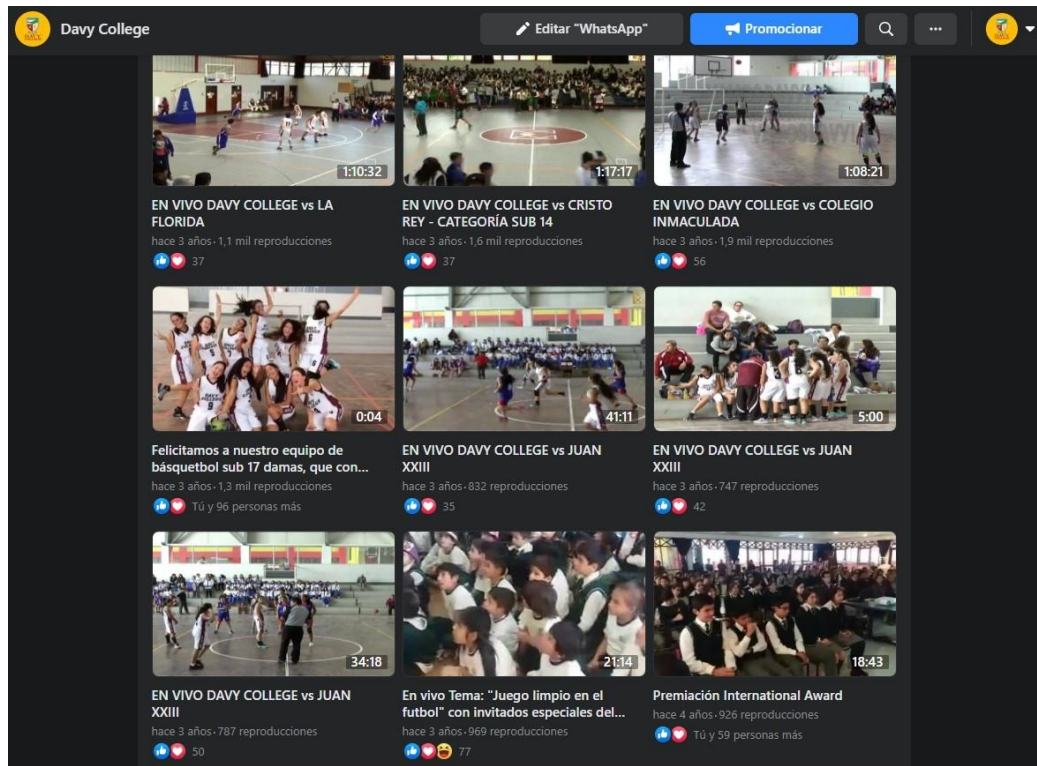 Davy College
Editar "WhatsApp"
Promocionar
1:10:32
1:17:17
1:08:21
EN VIVO DAVY COLLEGE vs LA
FLORIDA
hace 3 años · 1,1 mil reproducciones
37
EN VIVO DAVY COLLEGE vs CRISTO
REY - CATEGORÍA SUB 14
hace 3 años · 1,6 mil reproducciones
37
EN VIVO DAVY COLLEGE vs COLEGIO
INMACULADA
hace 3 años · 1,9 mil reproducciones
56
0:04
41:11
5:00
Felicitamos a nuestro equipo de
básquetbol sub 17 damas, que con...
hace 3 años · 1,3 mil reproducciones
Tú y 96 personas más
EN VIVO DAVY COLLEGE vs JUAN
XXIII
hace 3 años · 832 reproducciones
35
EN VIVO DAVY COLLEGE vs JUAN
XXIII
hace 3 años · 747 reproducciones
42
34:18
21:14
18:43
EN VIVO DAVY COLLEGE vs JUAN
XXIII
hace 3 años · 787 reproducciones
50
En vivo Tema: "Juego limpio en el
futbol" con invitados especiales del...
hace 3 años · 969 reproducciones
77
Premiación International Award
hace 4 años · 926 reproducciones
Tú y 59 personas más